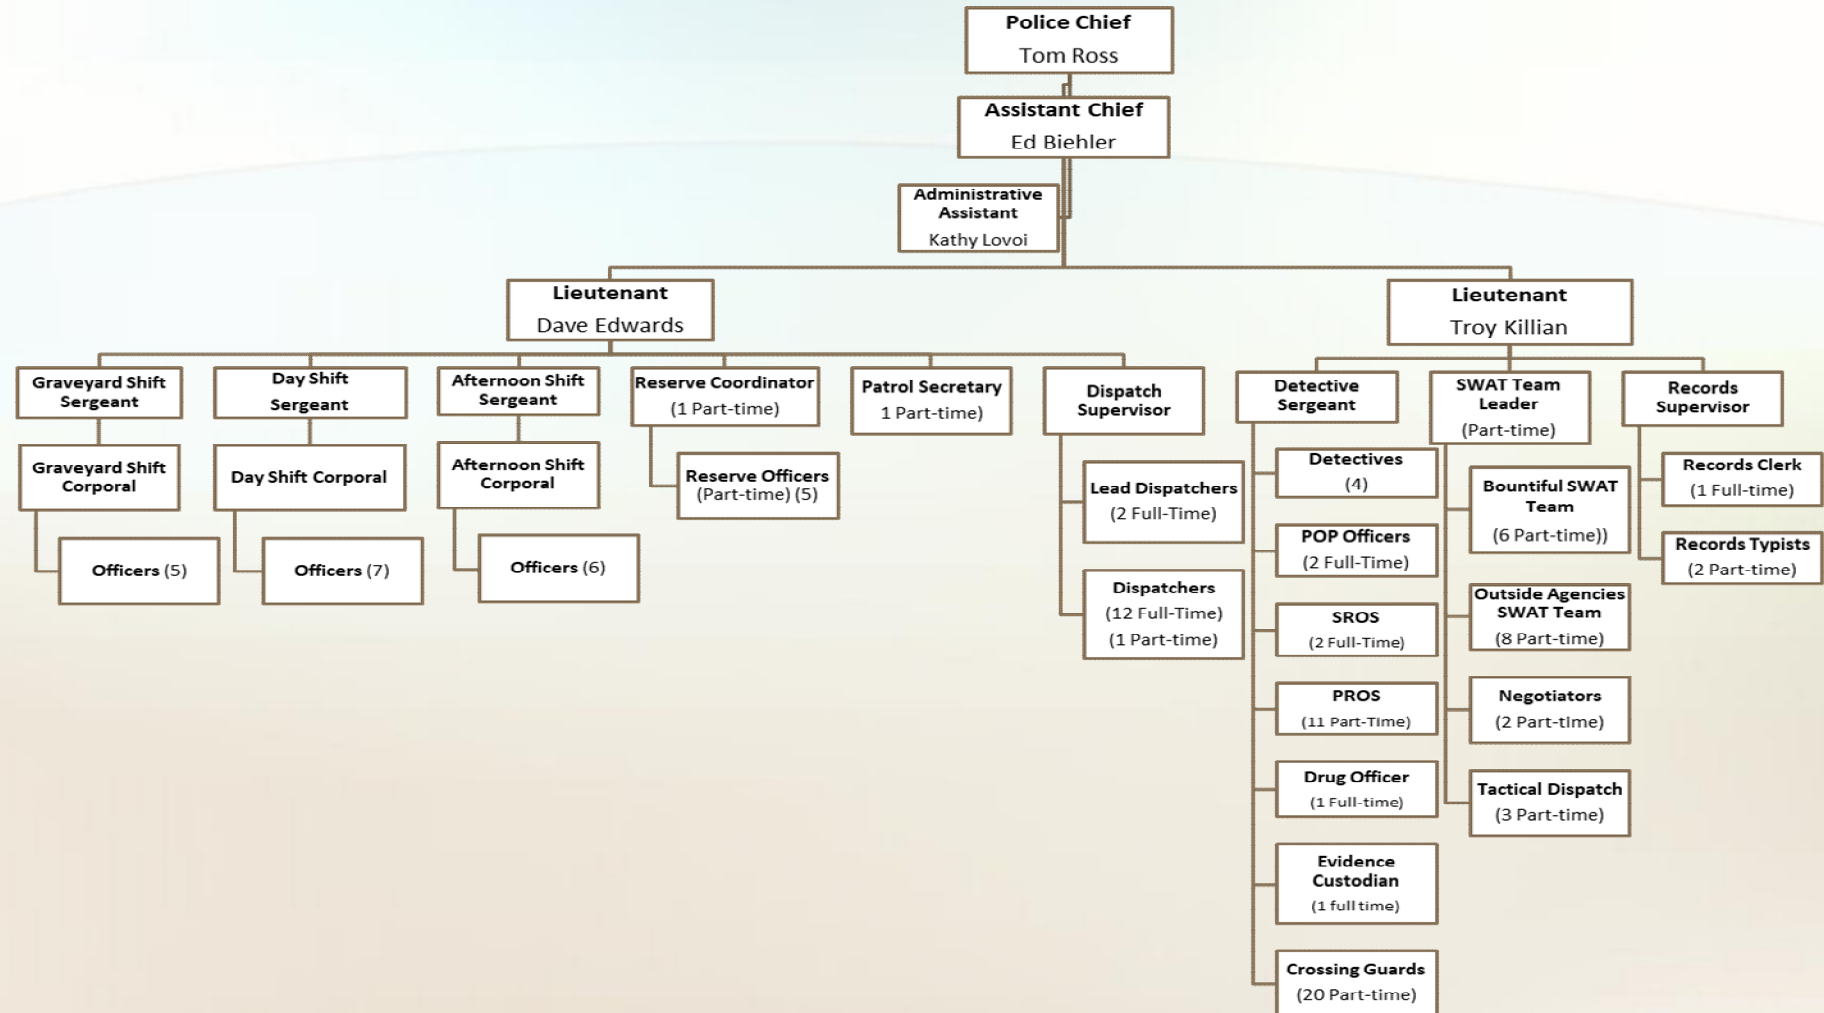 Police Chief
Tom Ross
Assistant Chief
Ed Biehler
Administrative
Assistant
Kathy Lovoi
Lieutenant
Dave Edwards
Lieutenant
Troy Killian
Graveyard Shift
Sergeant
Day Shift
Sergeant
Afternoon Shift
Sergeant
Reserve Coordinator
(1 Part-time)
Patrol Secretary
1 Part-time)
Dispatch
Supervisor
Detective
Sergeant
SWAT Team
Leader
(Part-time)
Records
Supervisor
Graveyard Shift
Corporal
Day Shift Corporal
Afternoon Shift
Corporal
Reserve Officers
(Part-time) (5)
Lead Dispatchers
(2 Full-Time)
Detectives
(4)
Bountiful SWAT
Team
(6 Part-time))
Records Clerk
(1 Full-time)
Officers (5)
Officers (7)
Officers (6)
Dispatchers
(12 Full-Time)
(1 Part-time)
POP Officers
(2 Full-Time)
Outside Agencies
SWAT Team
(8 Part-time)
Records Typists
(2 Part-time)
SROS
(2 Full-Time)
PROS
(11 Part-Time)
Negotiators
(2 Part-time)
Drug Officer
(1 Full-time)
Tactical Dispatch
(3 Part-time)
Evidence
Custodian
(1 full time)
Crossing Guards
(20 Part-time)